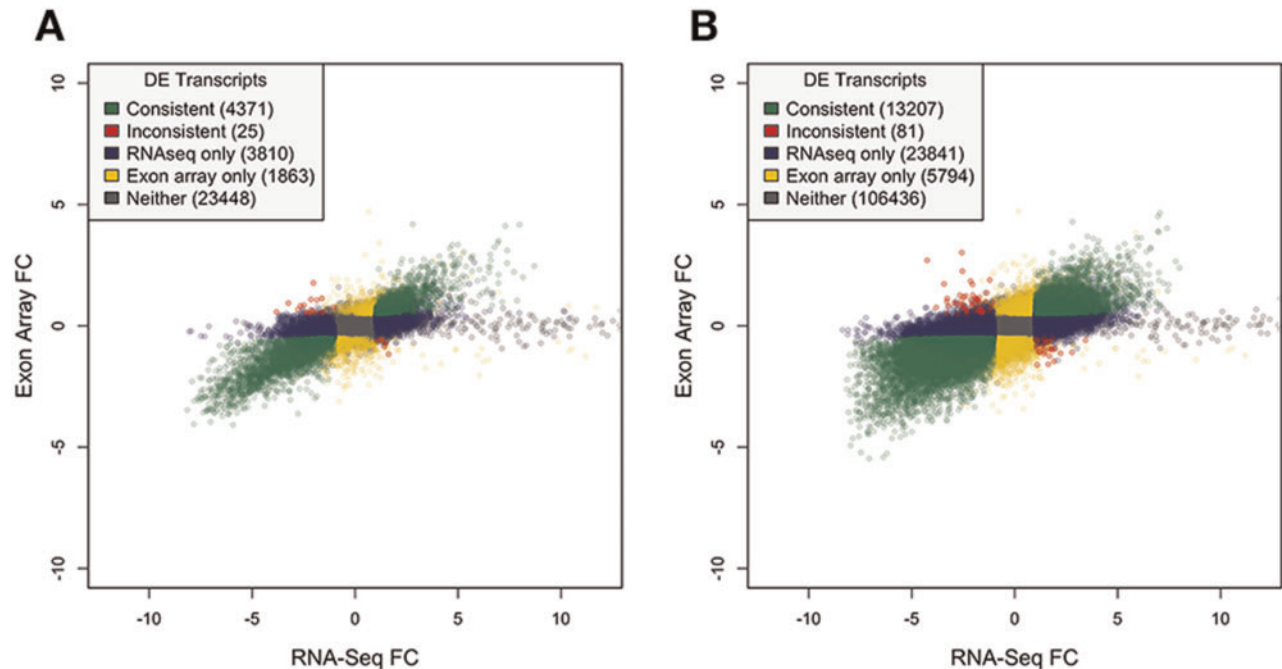 A
DE Transcripts
Consistent (4371)
Inconsistent (25)
RNAseq only (3810)
Exon array only (1863)
Neither (23448)
10
5
0
-5
-10
Exon Array FC
-10
-5
0
5
10
RNA-Seq FC
B
DE Transcripts
Consistent (13207)
Inconsistent (81)
RNAseq only (23841)
Exon array only (5794)
Neither (106436)
10
5
0
-5
-10
Exon Array FC
-10
-5
0
5
10
RNA-Seq FC